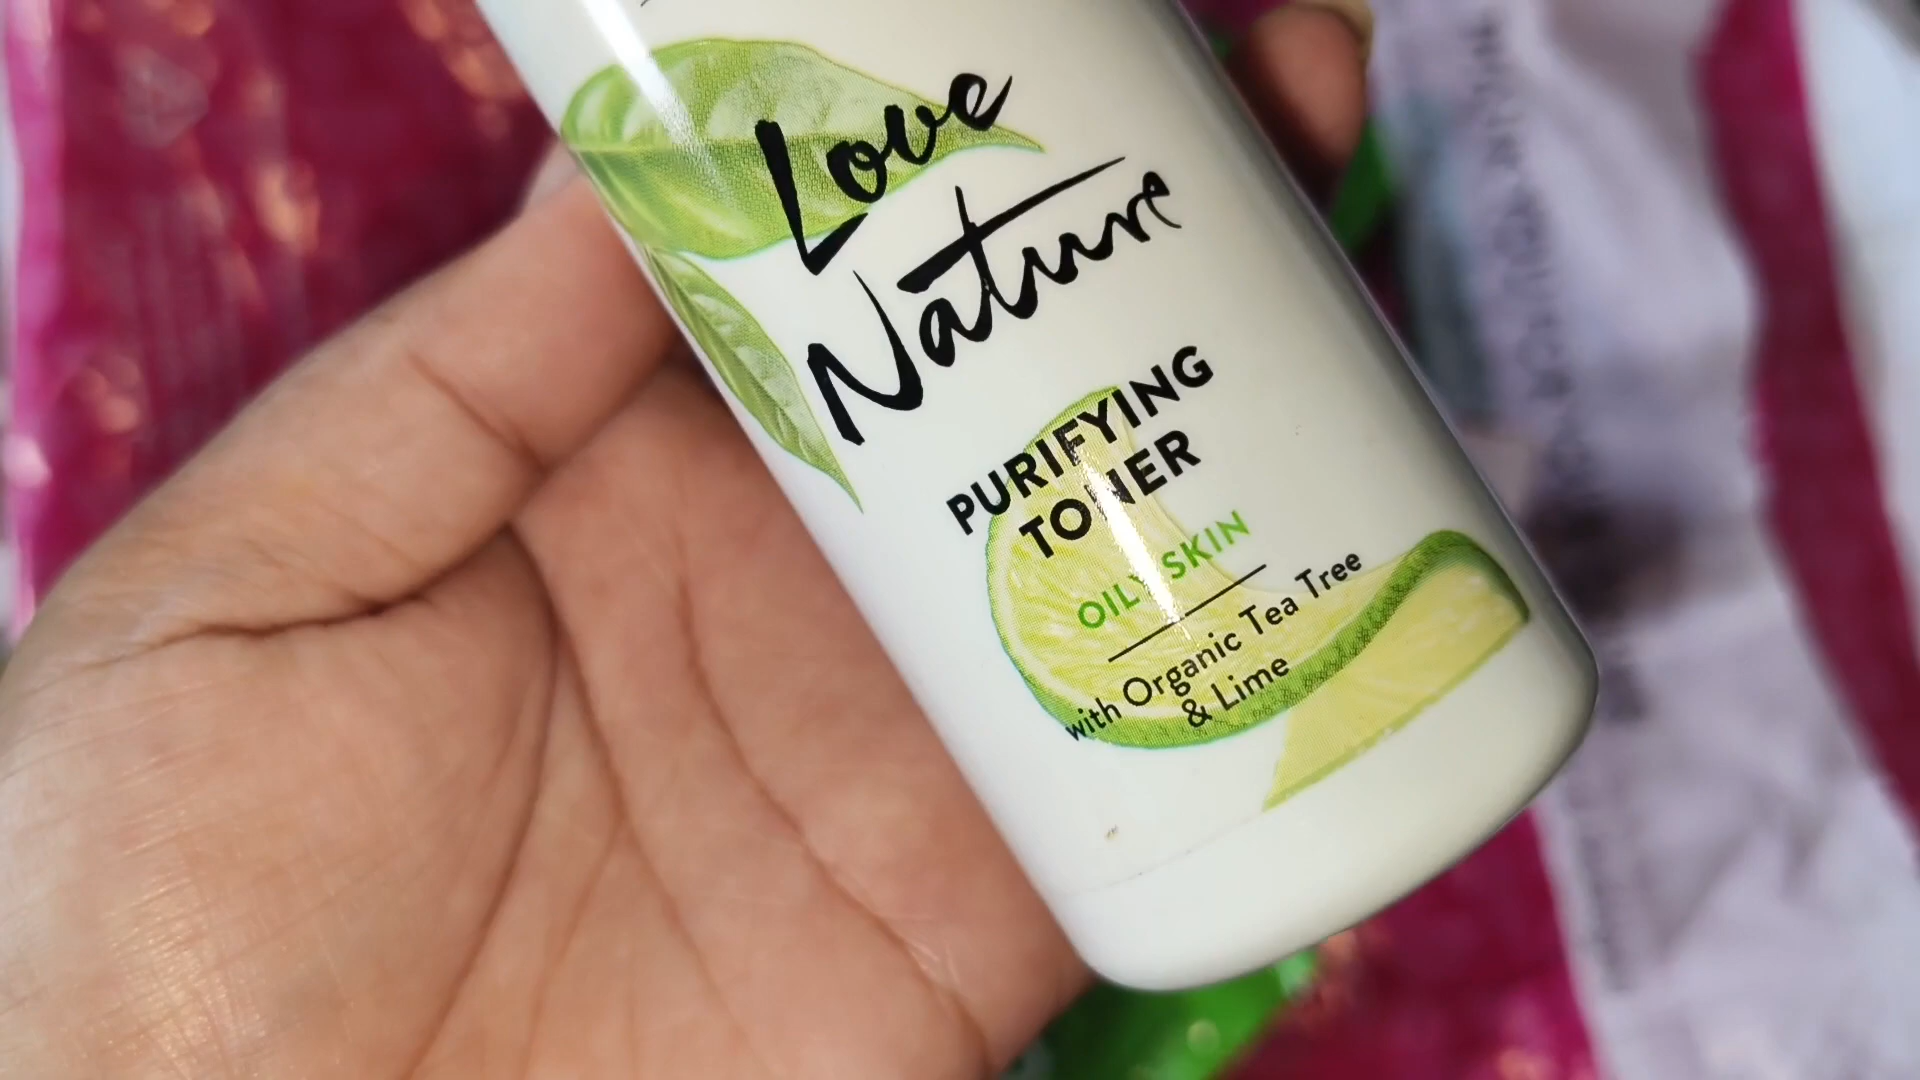 Love
Nature
PURIFYING
TONER
OILY SKIN
with Organic Tea Tree
& Lime